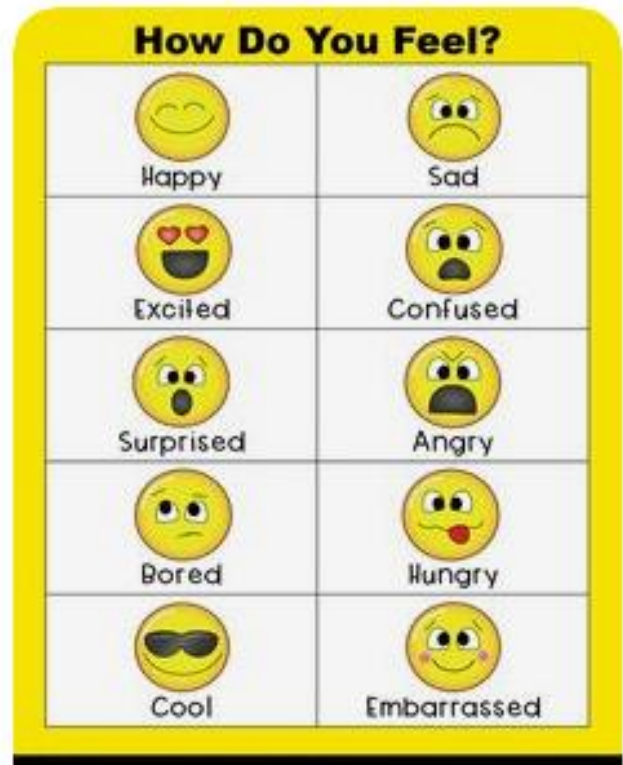 How Do You Feel?
Happy Sad
Excited Confused
Surprised Angry
Bored Hungry
Cool Embarrassed